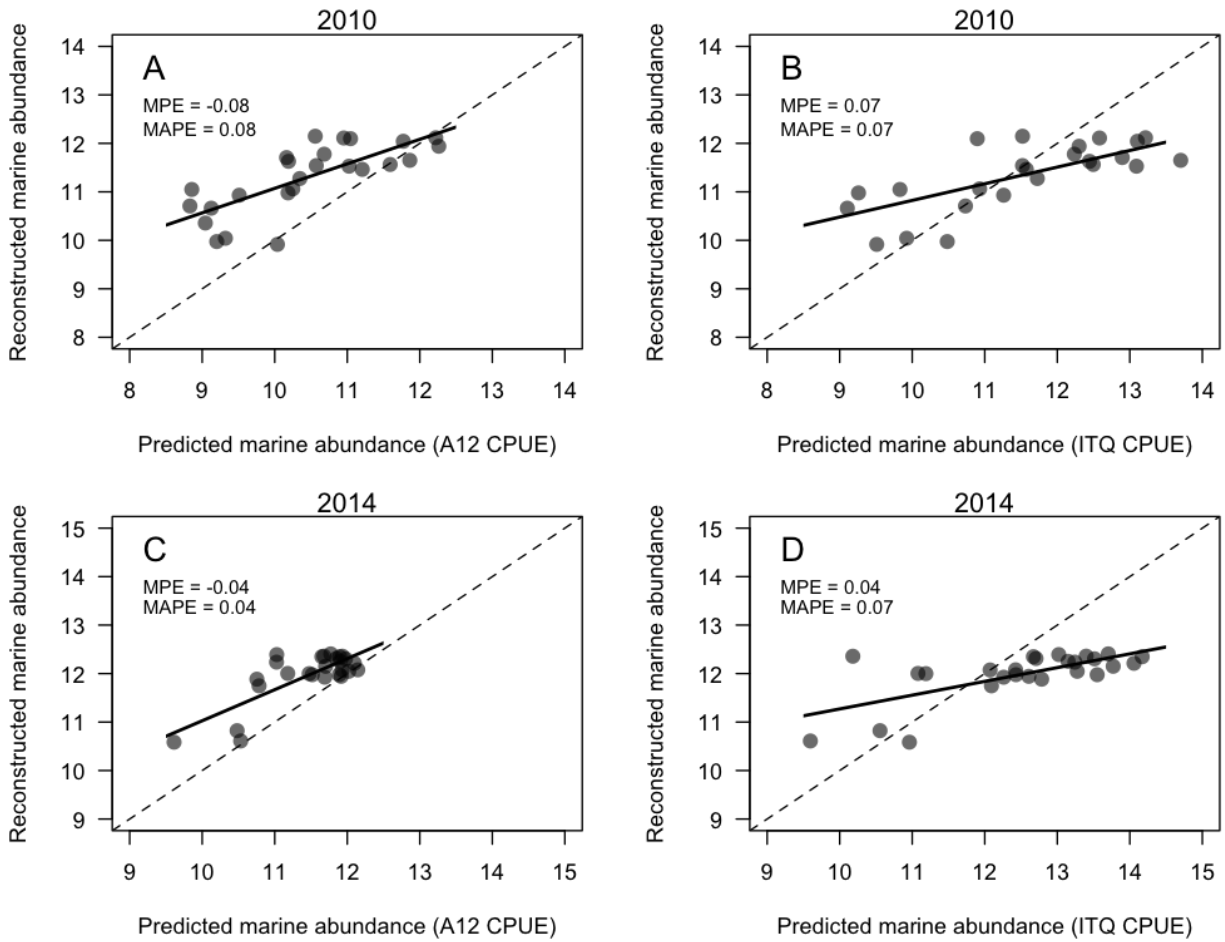 2010
A
MPE = -0.08
MAPE = 0.08
14
13
12
11
10
9
8
Reconstructed marine abundance
8 9 10 11 12 13 14
Predicted marine abundance (A12 CPUE)
2010
B
MPE = 0.07
MAPE = 0.07
14
13
12
11
10
9
8
Reconstructed marine abundance
8 9 10 11 12 13 14
Predicted marine abundance (ITQ CPUE)
2014
C
MPE = -0.04
MAPE = 0.04
15
14
13
12
11
10
9
Reconstructed marine abundance
9 10 11 12 13 14 15
Predicted marine abundance (A12 CPUE)
2014
D
MPE = 0.04
MAPE = 0.07
15
14
13
12
11
10
9
Reconstructed marine abundance
9 10 11 12 13 14 15
Predicted marine abundance (ITQ CPUE)